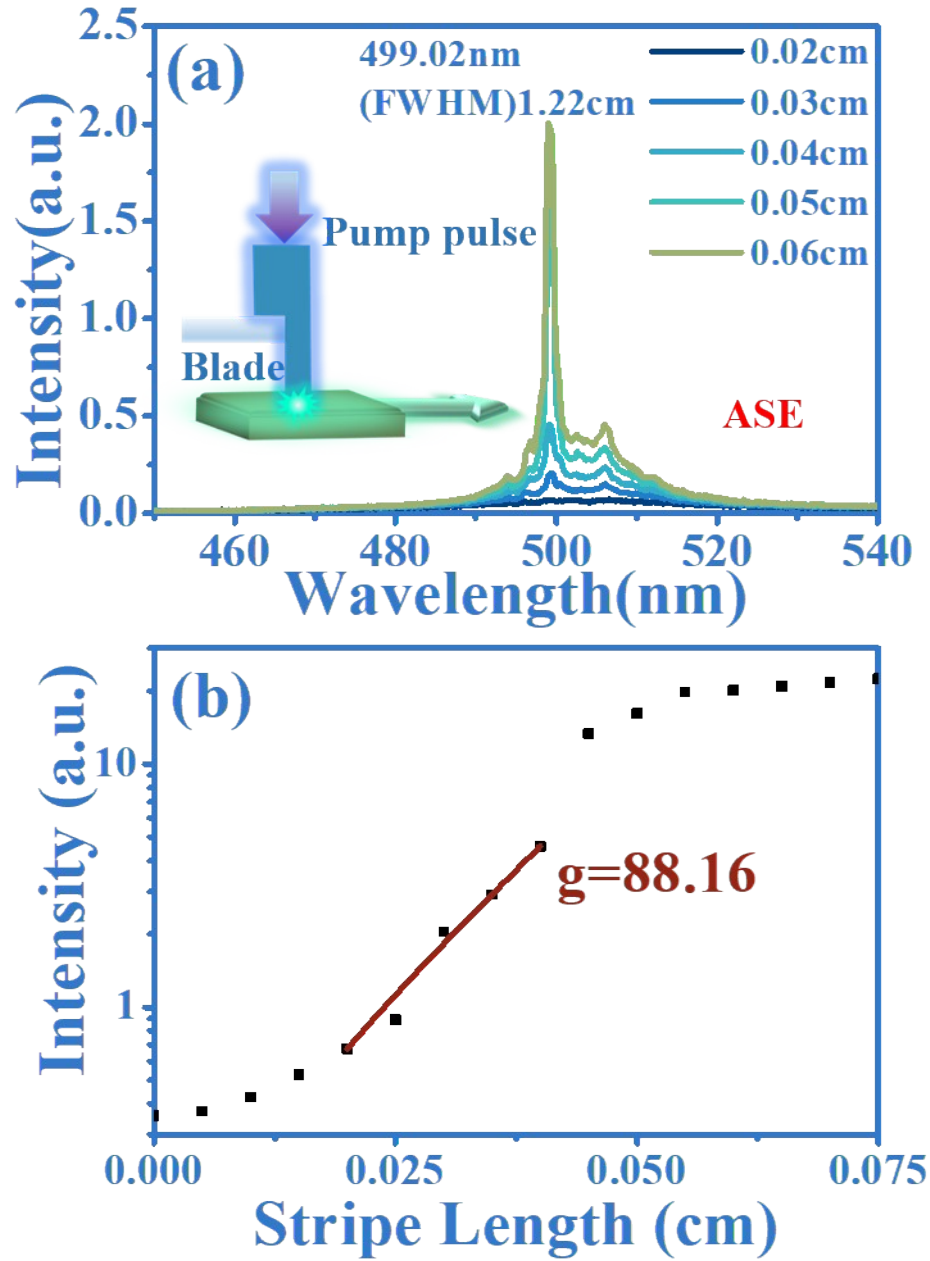 (a)
499.02nm
(FWHM)1.22cm
0.02cm
0.03cm
0.04cm
0.05cm
0.06cm
Pump pulse
Blade
ASE
Intensity(a.u.)
2.5
2.0
1.5
1.0
0.5
0.0
460 480 500 520 540
Wavelength(nm)
(b)
Intensity (a.u.)
10
1
g=88.16
0.000 0.025 0.050 0.075
Stripe Length (cm)